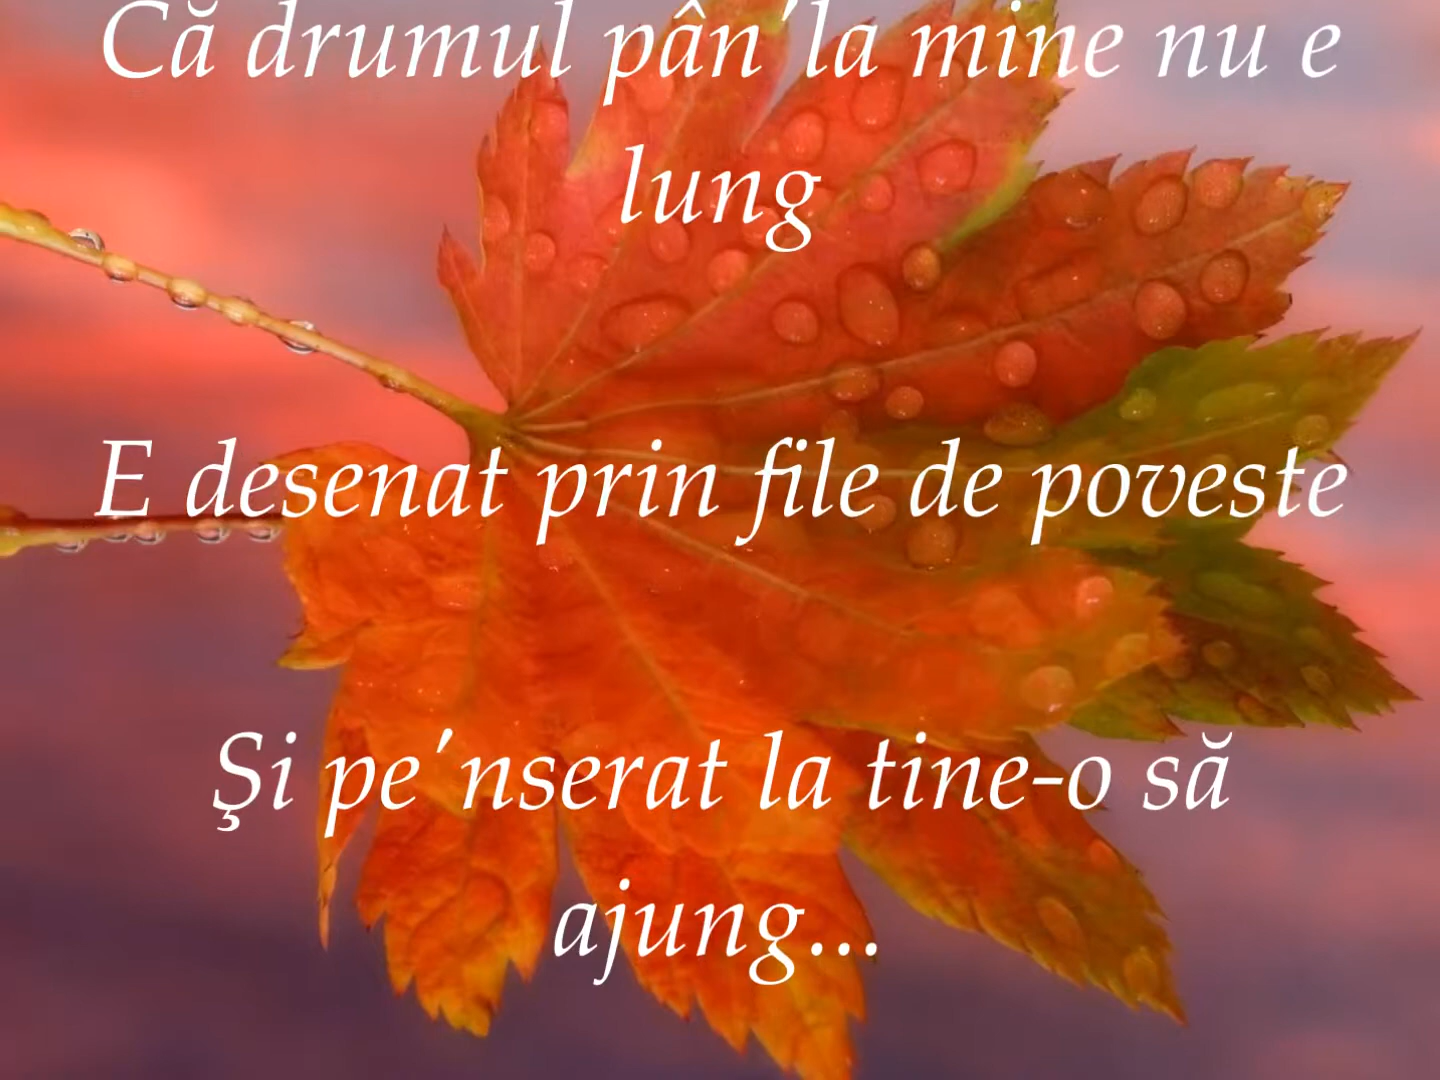 Că drumul pân'la mine nu e
lung
E desenat prin file de poveste
Şi pe'nserat la tine-o să
ajung...